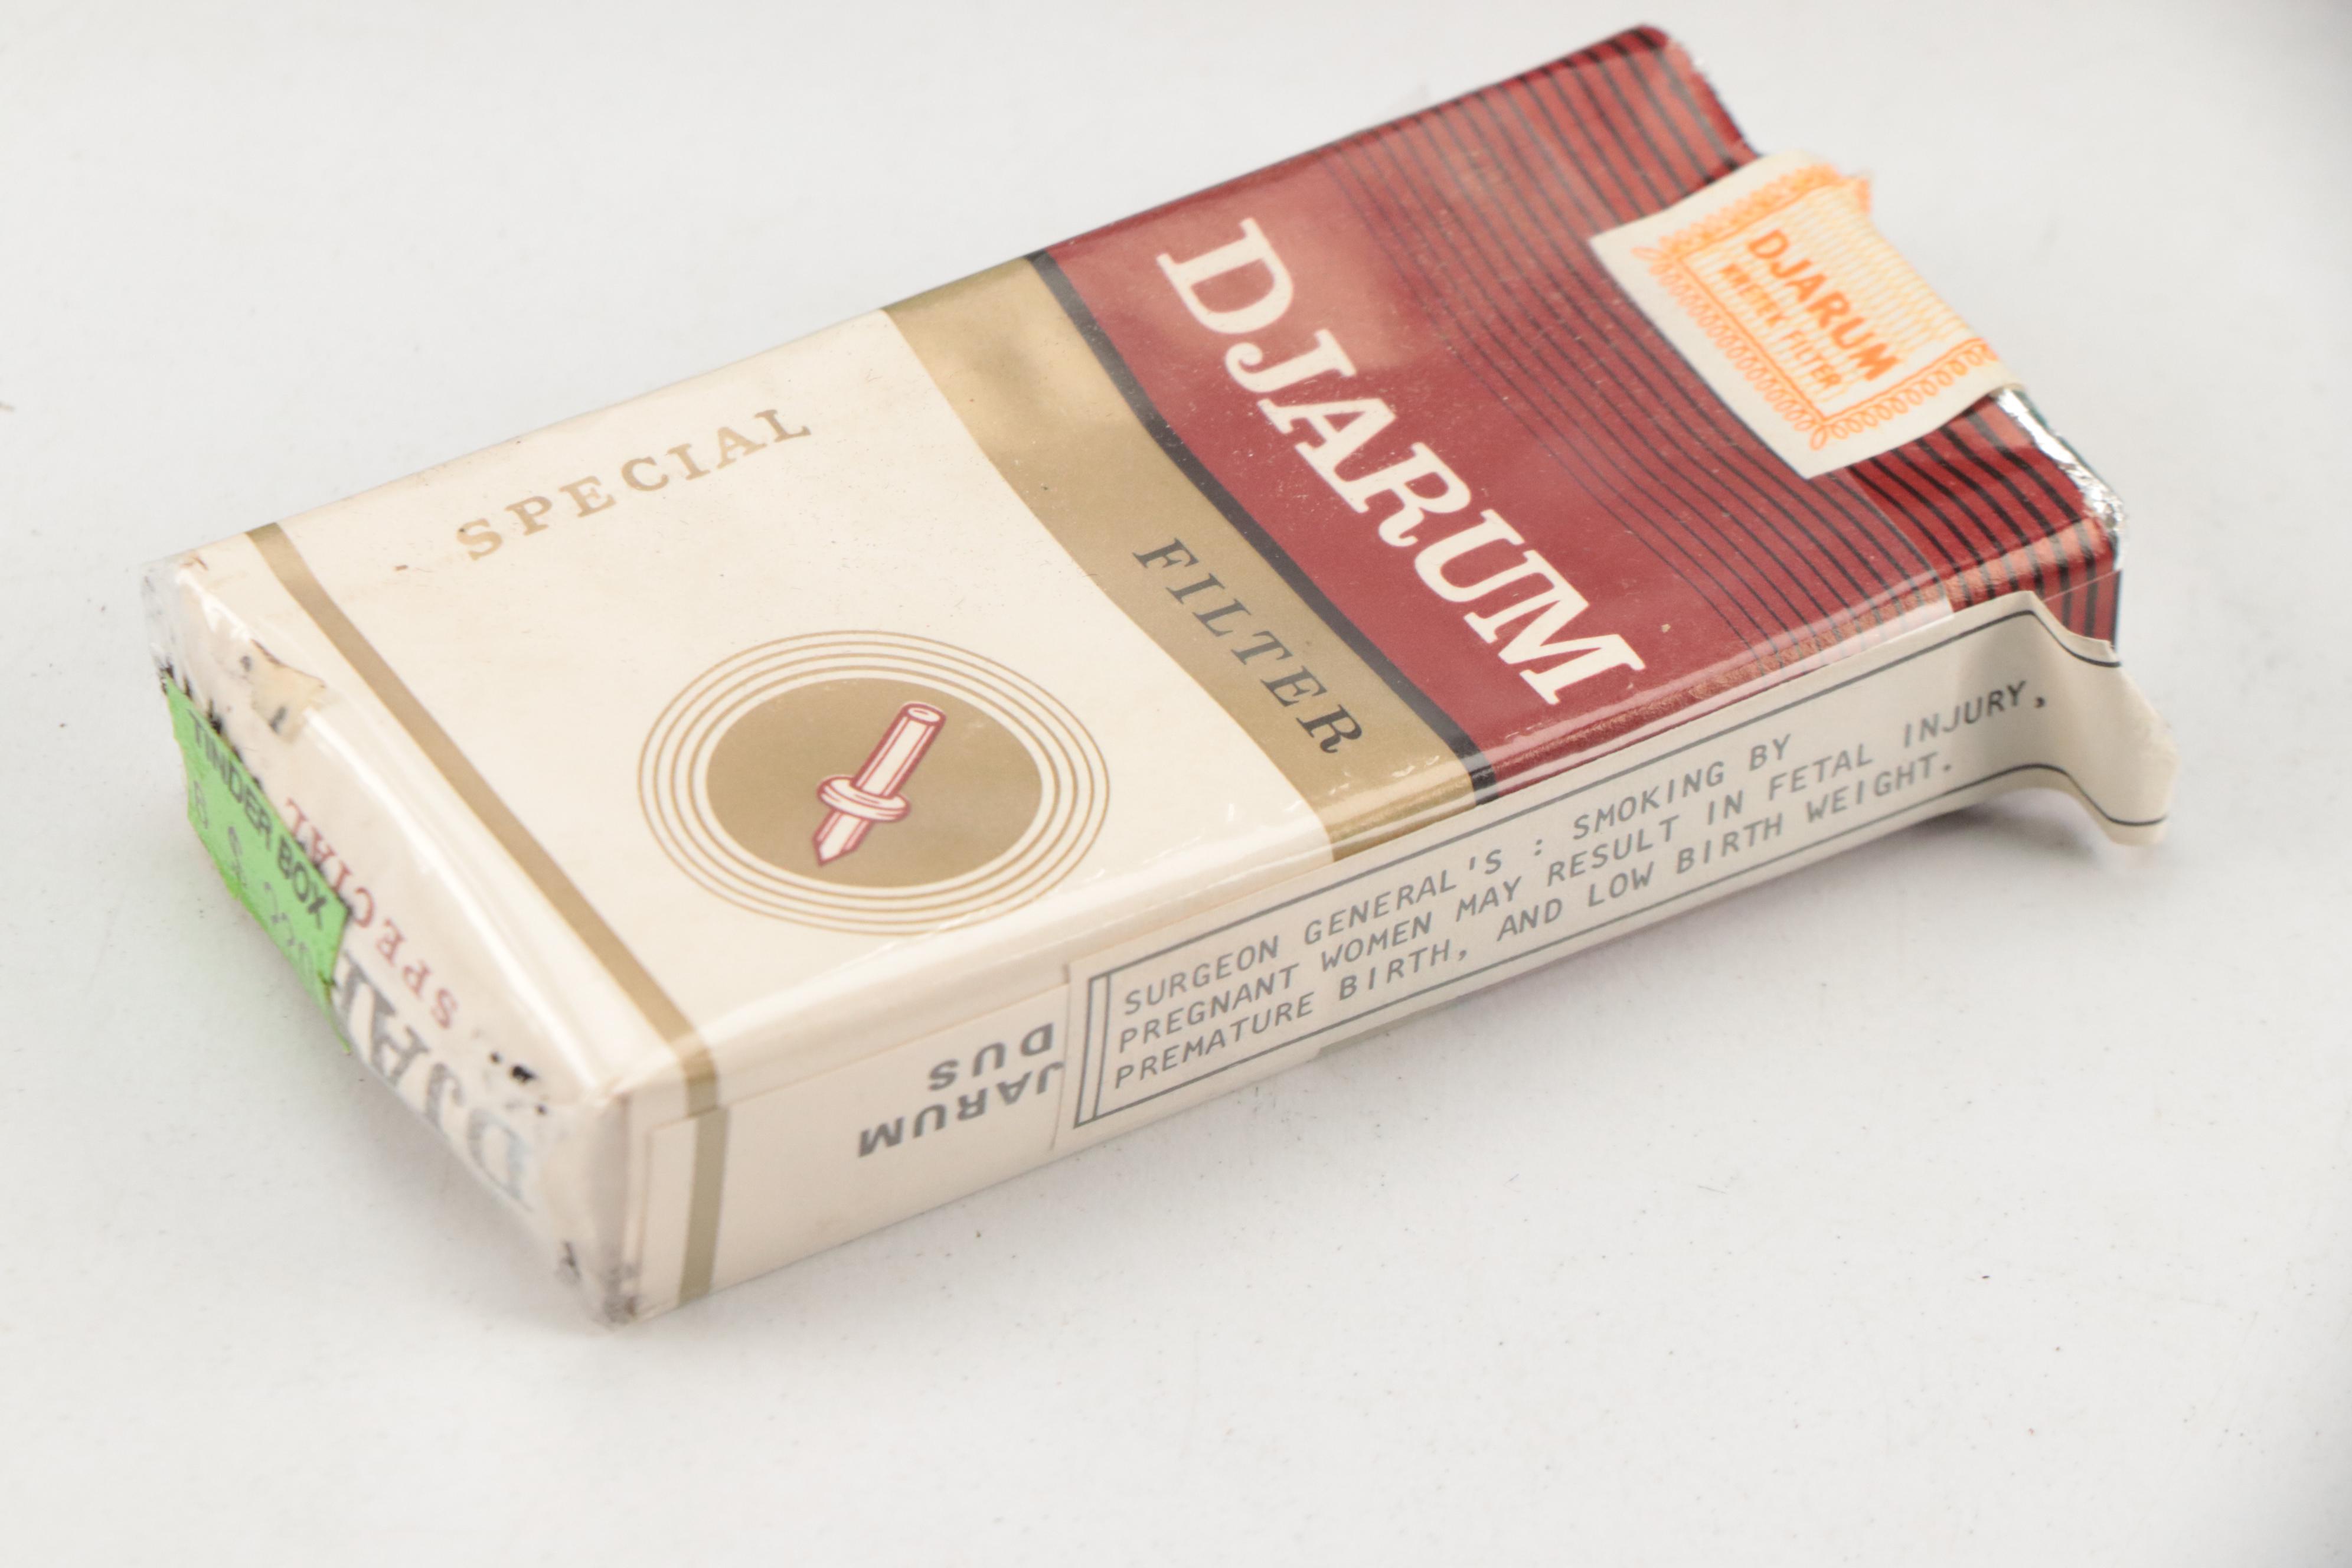 DJARUM
KRETEK FILTER
DJARUM
FILTER
SPECIAL
SURGEON GENERAL'S : SMOKING BY
PREGNANT WOMEN MAY RESULT IN FETAL INJURY,
PREMATURE BIRTH, AND LOW BIRTH WEIGHT.
JARUM
DUS
TINDER BOX
SPECIAL